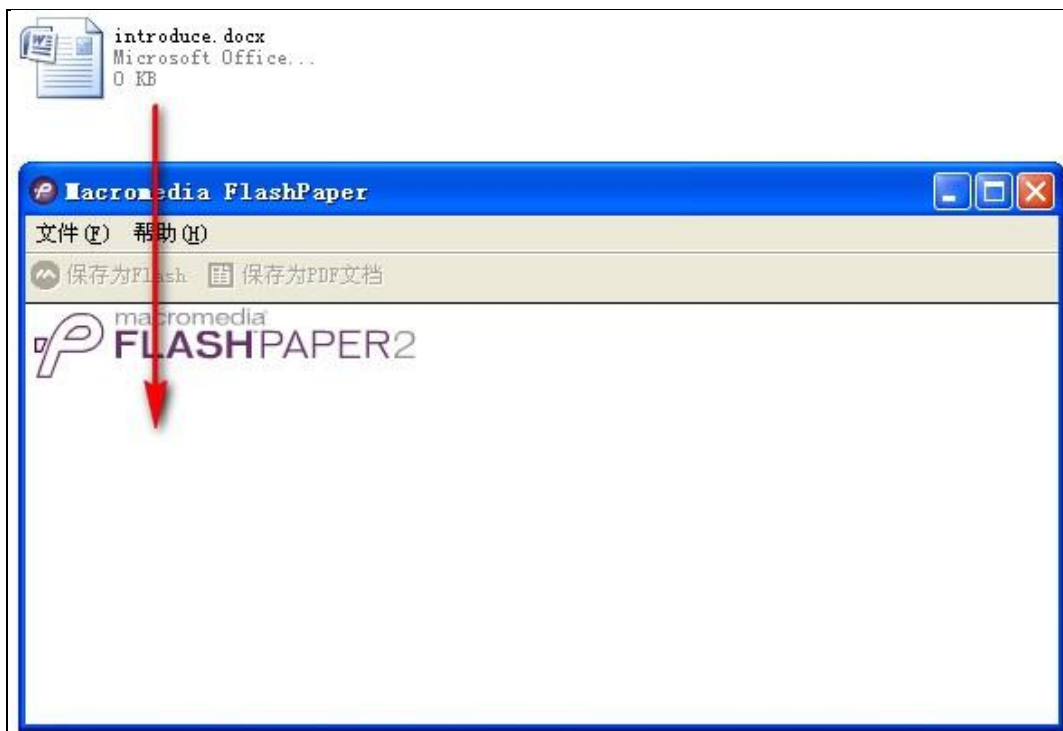 introduce.docx
Microsoft Office...
0 KB
Macromedia FlashPaper
文件(F) 帮助(H)
保存为Flash 保存为PDF文档
macromedia
FLASHPAPER2